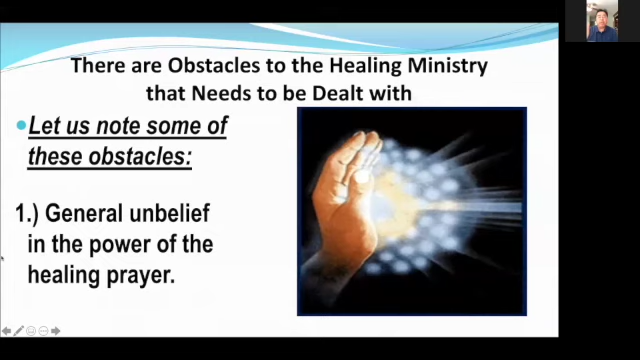 There are Obstacles to the Healing Ministry
that Needs to be Dealt with
Let us note some of
these obstacles:
1.) General unbelief
in the power of the
healing prayer.